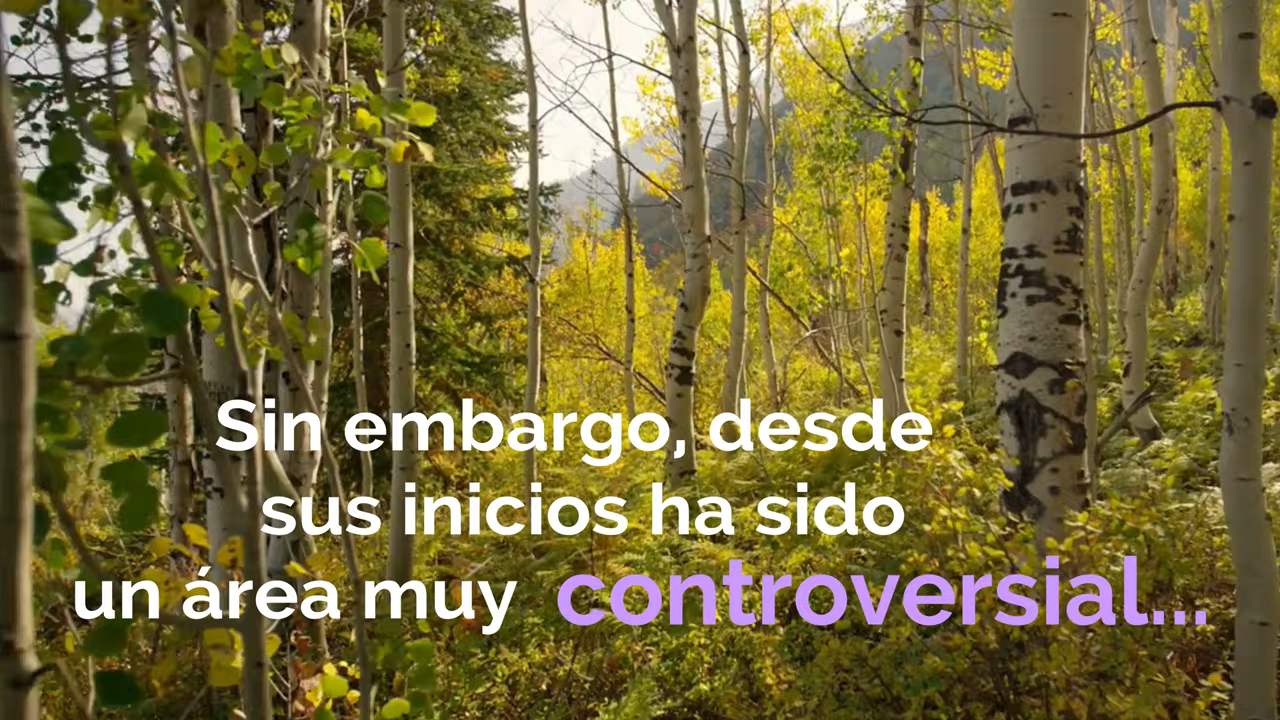 Sin embargo, desde
sus inicios ha sido
un área muy controversial...